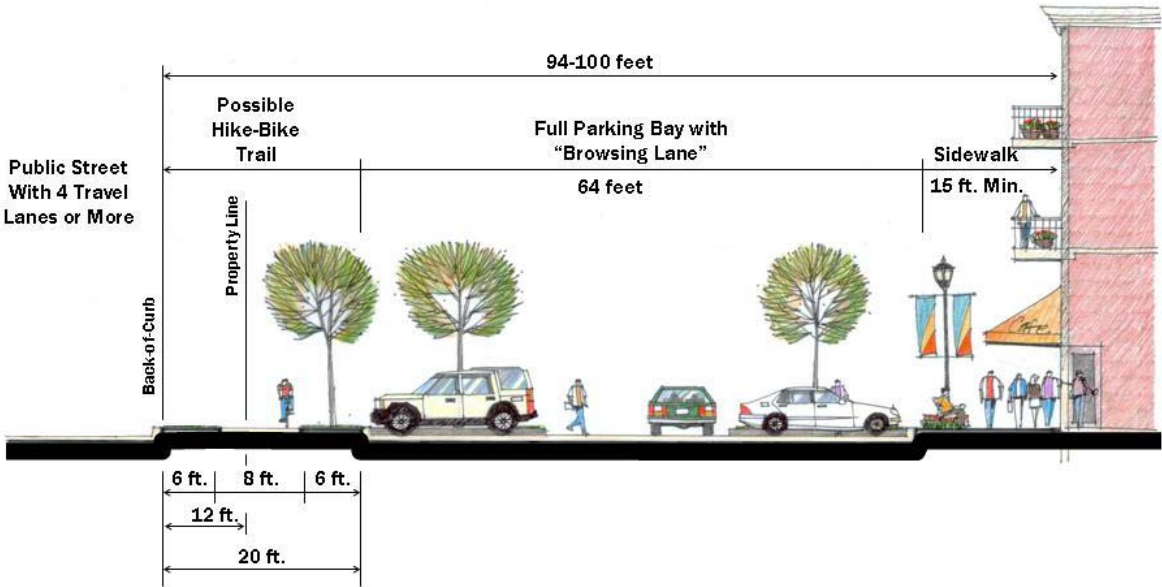 94-100 feet
Possible
Hike-Bike
Trail
Full Parking Bay with
“Browsing Lane”
Sidewalk
Public Street
With 4 Travel
Lanes or More
64 feet
15 ft. Min.
Property Line
Back-of-Curb
Cafe
6 ft.
8 ft.
6 ft.
12 ft.
20 ft.